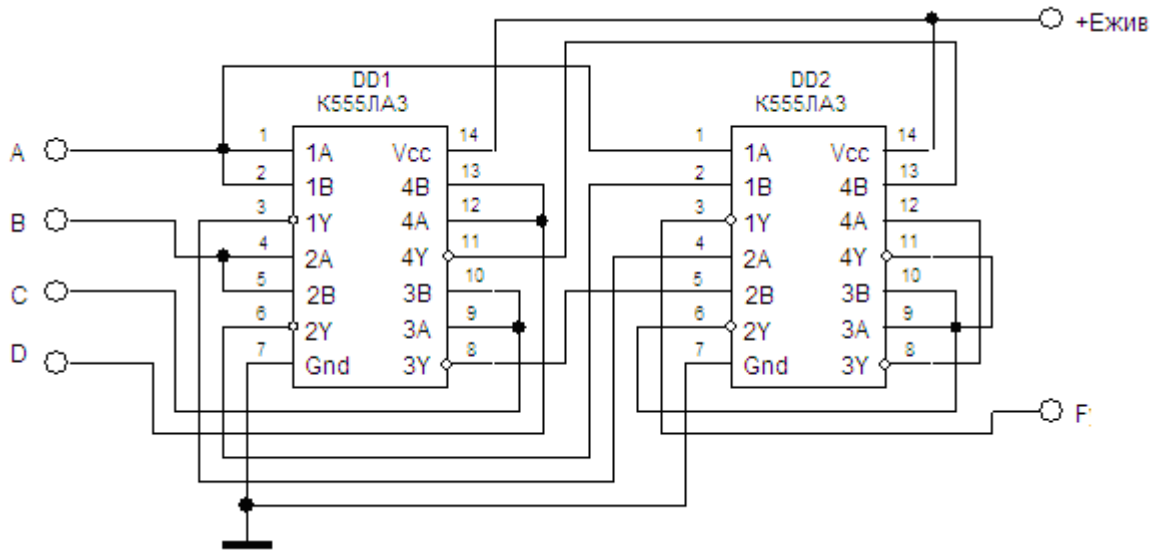 +Eжив
DD1
К555ЛА3
DD2
К555ЛА3
A
B
C
D
1
2
3
4
5
6
7
1A
1B
1Y
2A
2B
2Y
Gnd
Vcc
4B
4A
4Y
3B
3A
3Y
14
13
12
11
10
9
8
1
2
3
4
5
6
7
1A
1B
1Y
2A
2B
2Y
Gnd
Vcc
4B
4A
4Y
3B
3A
3Y
14
13
12
11
10
9
8
F